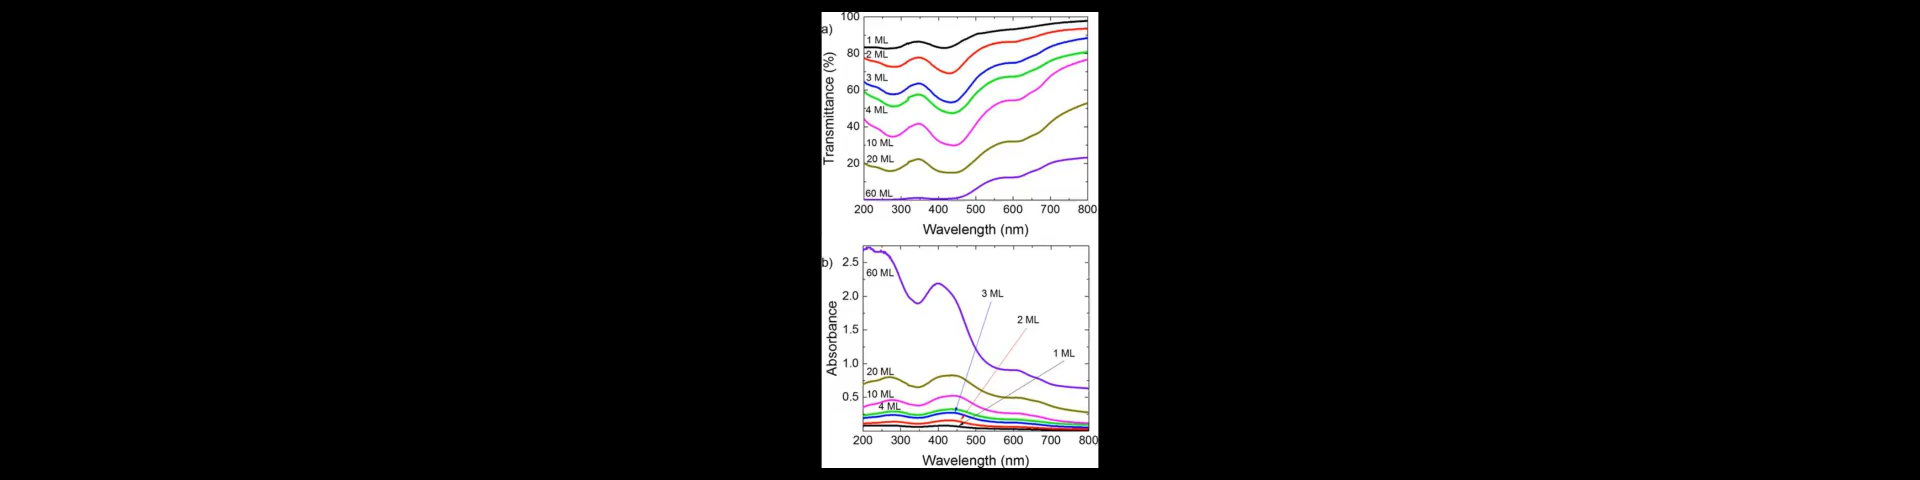 a)
100
80
60
40
20
Transmittance (%)
1 ML
2 ML
3 ML
4 ML
10 ML
20 ML
60 ML
200 300 400 500 600 700 800
Wavelength (nm)
b)
2.5
2.0
1.5
1.0
0.5
Absorbance
60 ML
3 ML
2 ML
1 ML
20 ML
10 ML
4 ML
200 300 400 500 600 700 800
Wavelength (nm)